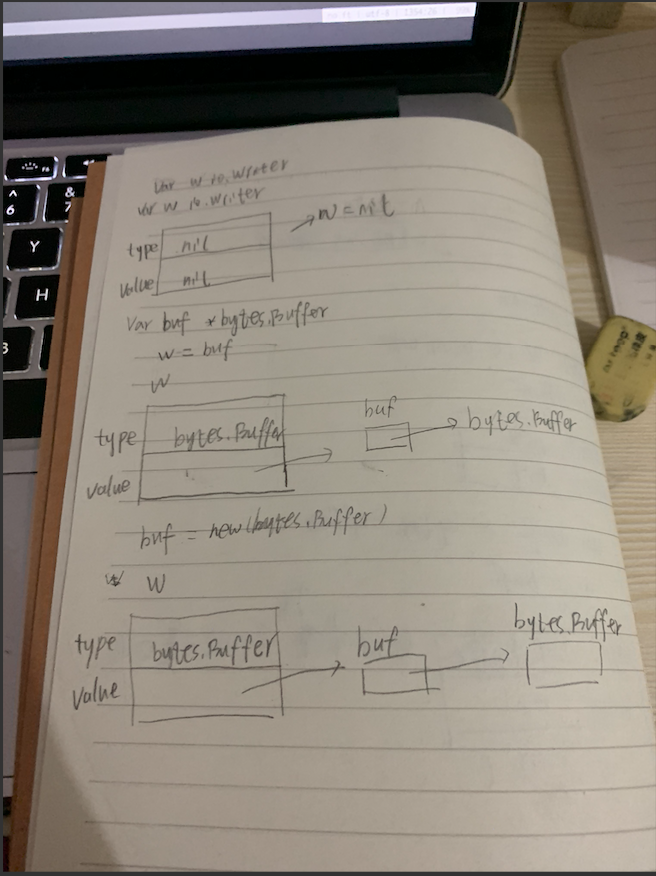 Var w io.Writer
Var w io.Writer
w = nil
type nil
value nil
Var buf *bytes.Buffer
w = buf
W
buf
type bytes.Buffer
bytes.Buffer
value
buf = new(bytes.Buffer)
W
bytes.Buffer
type bytes.Buffer
buf
value